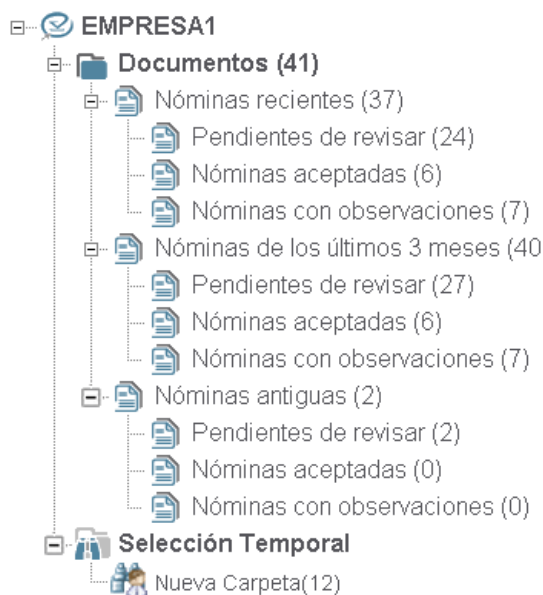 EMPRESA1
Documentos (41)
Nóminas recientes (37)
Pendientes de revisar (24)
Nóminas aceptadas (6)
Nóminas con observaciones (7)
Nóminas de los últimos 3 meses (40
Pendientes de revisar (27)
Nóminas aceptadas (6)
Nóminas con observaciones (7)
Nóminas antiguas (2)
Pendientes de revisar (2)
Nóminas aceptadas (0)
Nóminas con observaciones (0)
Selección Temporal
Nueva Carpeta(12)